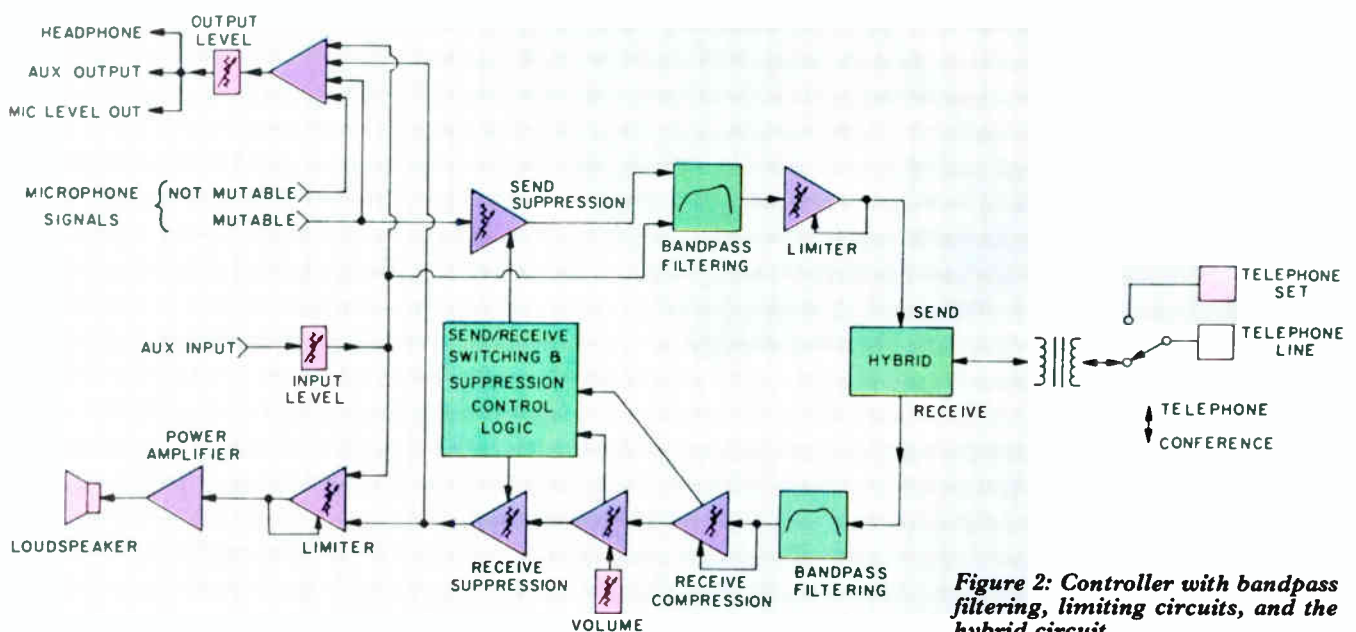 HEADPHONE
OUTPUT
LEVEL
AUX OUTPUT
MIC LEVEL OUT
MICROPHONE
SIGNALS
NOT MUTABLE
MUTABLE
SEND
SUPPRESSION
BANDPASS
FILTERING
LIMITER
SEND
HYBRID
RECEIVE
TELEPHONE
SET
TELEPHONE
LINE
TELEPHONE
CONFERENCE
AUX INPUT
INPUT
LEVEL
SEND/RECEIVE
SWITCHING &
SUPPRESSION
CONTROL
LOGIC
POWER
AMPLIFIER
LOUDSPEAKER
LIMITER
RECEIVE
SUPPRESSION
VOLUME
RECEIVE
COMPRESSION
BANDPASS
FILTERING
Figure 2: Controller with bandpass
filtering, limiting circuits, and the
hybrid circuit